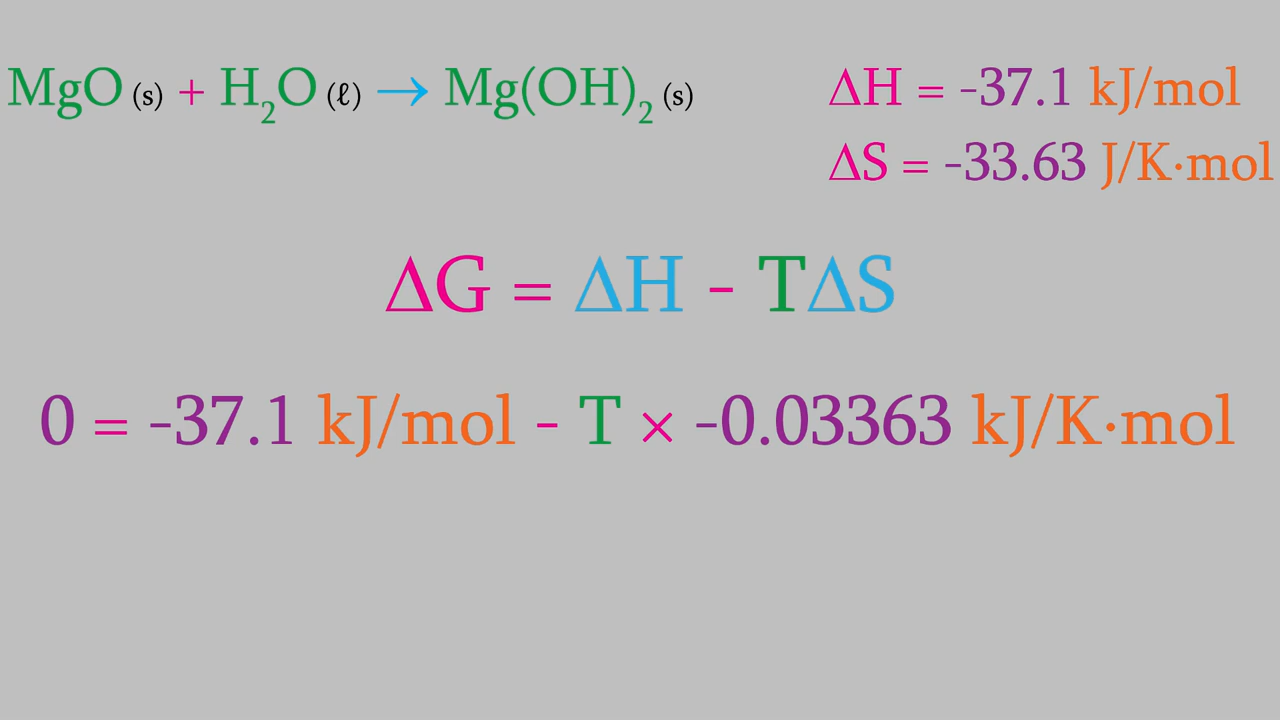 MgO (s) + H₂O (ℓ) → Mg(OH)₂ (s)
ΔH = -37.1 kJ/mol
ΔS = -33.63 J/K·mol
ΔG = ΔH - TΔS
0 = -37.1 kJ/mol - T × -0.03363 kJ/K·mol